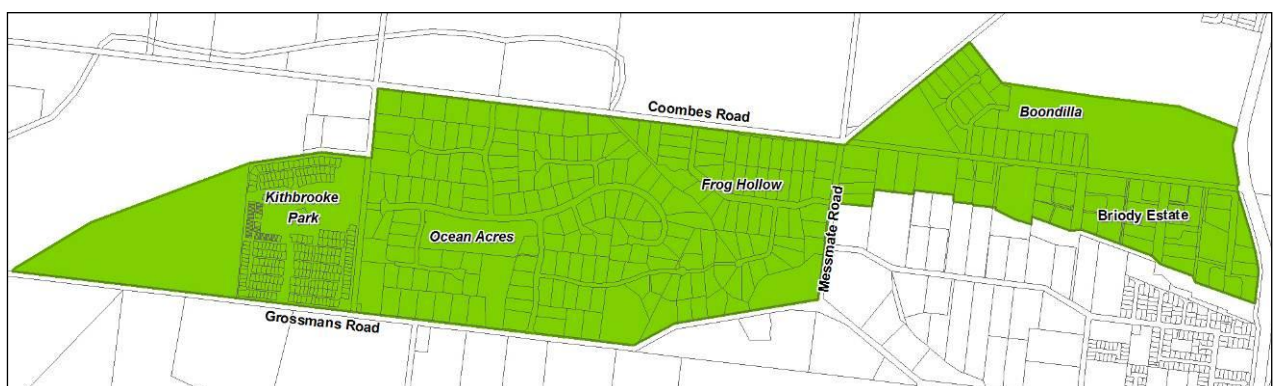 Coombes Road
Boondilla
Frog Hollow
Kithbrooke
Park
Briody Estate
Ocean Acres
Messmate Road
Grossmans Road